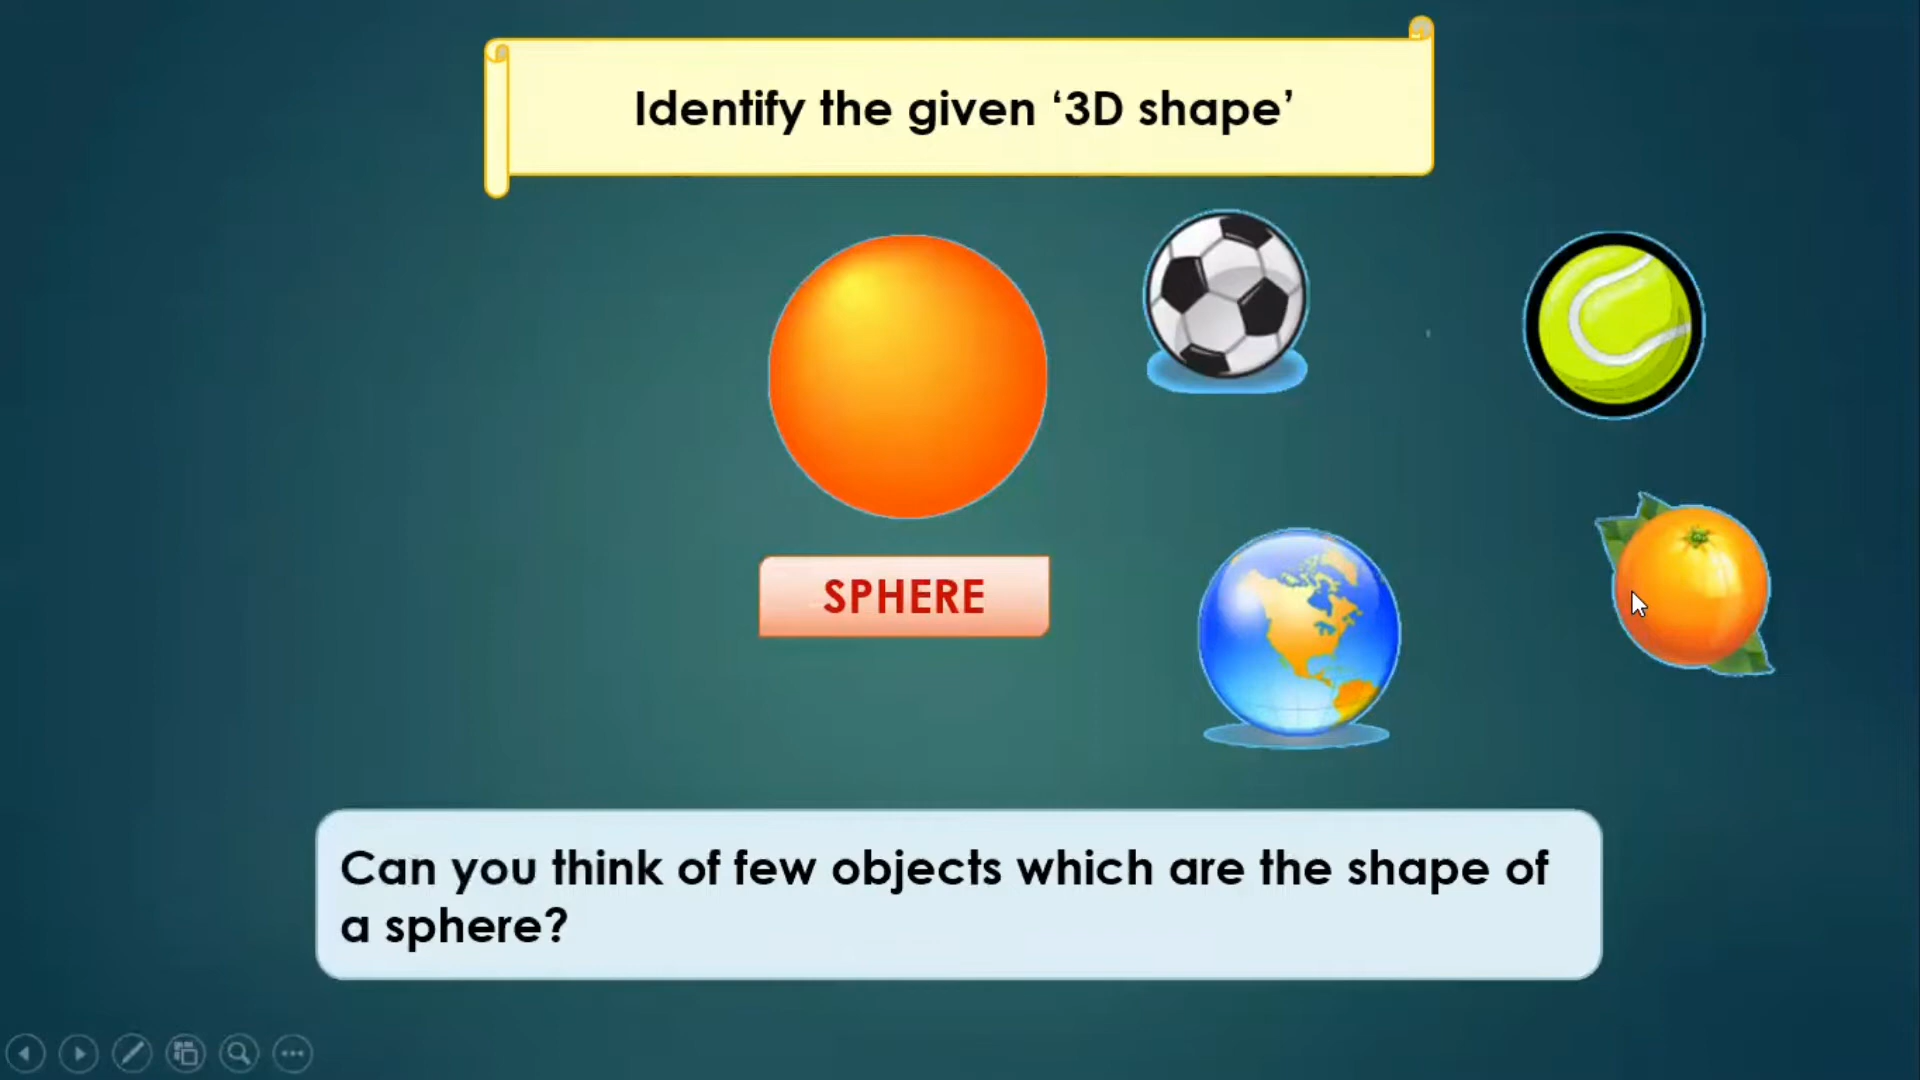 Identify the given ‘3D shape’
SPHERE
Can you think of few objects which are the shape of
a sphere?